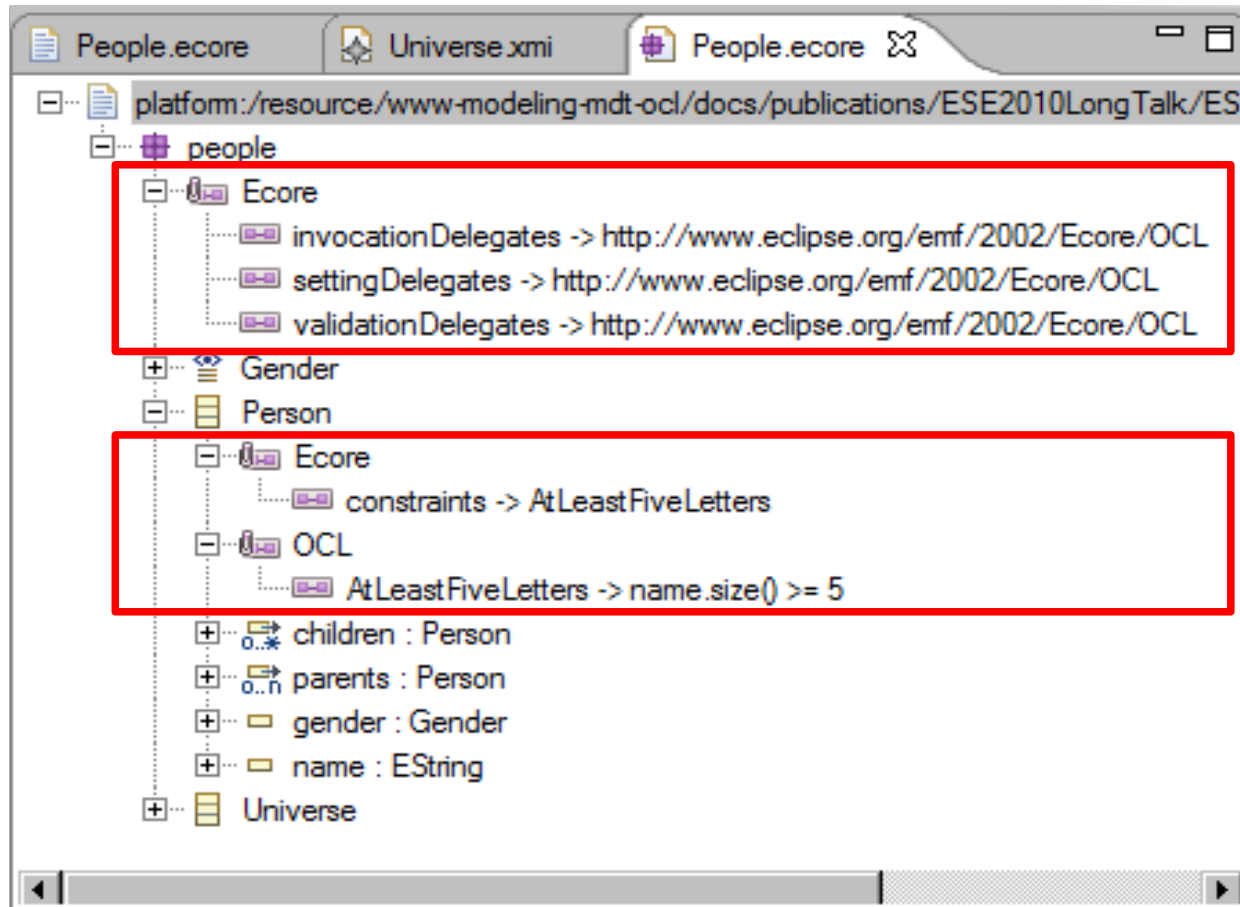 People.ecore Universe.xmi People.ecore
platform:/resource/www-modeling-mdt-ocl/docs/publications/ESE2010LongTalk/ES
people
Ecore
invocationDelegates -> http://www.eclipse.org/emf/2002/Ecore/OCL
settingDelegates -> http://www.eclipse.org/emf/2002/Ecore/OCL
validationDelegates -> http://www.eclipse.org/emf/2002/Ecore/OCL
Gender
Person
Ecore
constraints -> AtLeastFiveLetters
OCL
AtLeastFiveLetters -> name.size() >= 5
0..* children : Person
0..n parents : Person
gender : Gender
name : EString
Universe